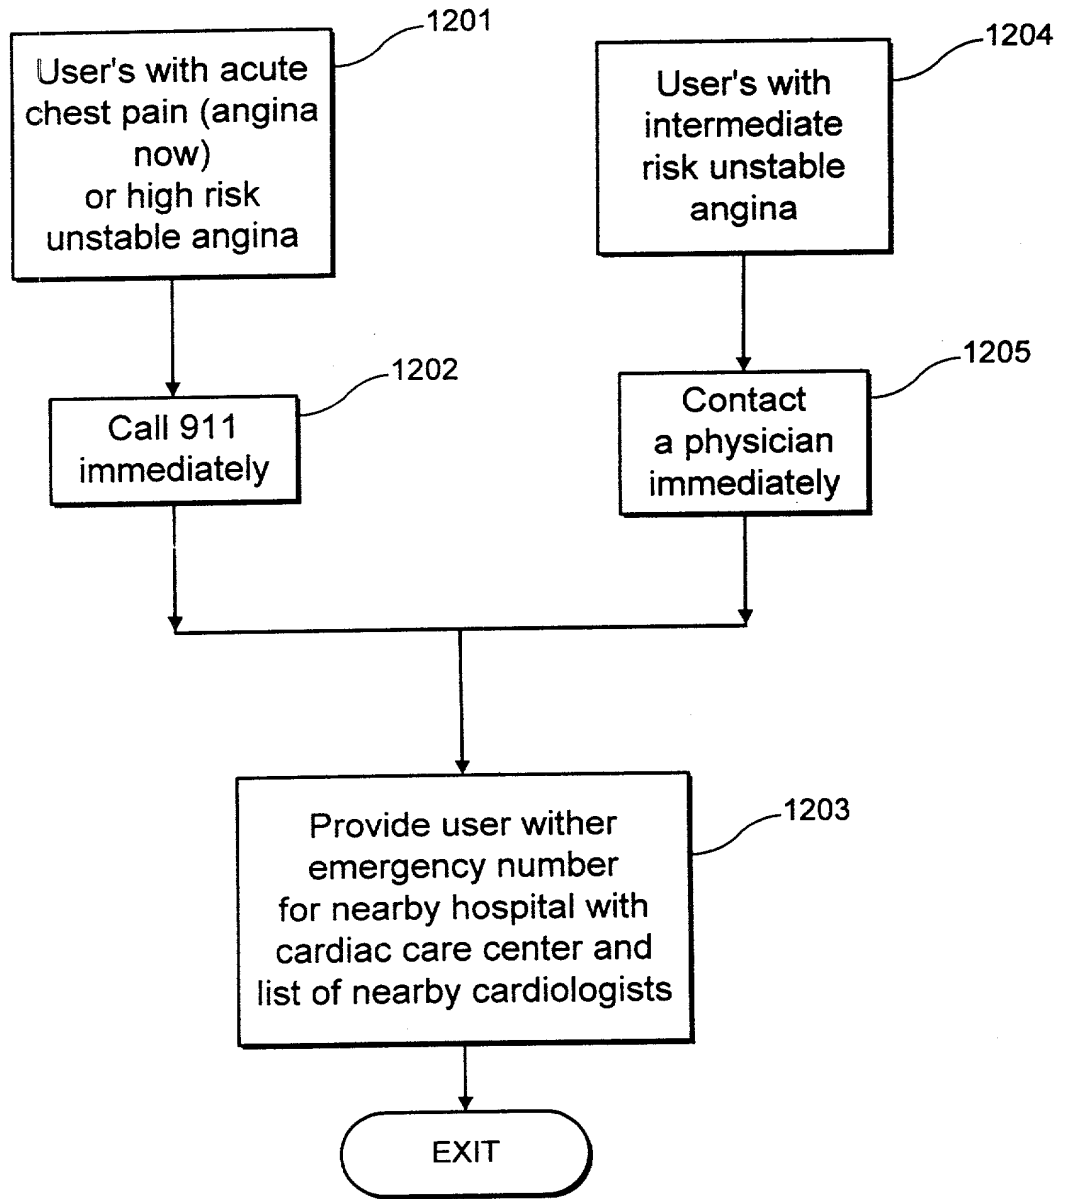 1201
User's with acute
chest pain (angina
now)
or high risk
unstable angina
1204
User's with
intermediate
risk unstable
angina
1202
Call 911
immediately
1205
Contact
a physician
immediately
1203
Provide user wither
emergency number
for nearby hospital with
cardiac care center and
list of nearby cardiologists
EXIT